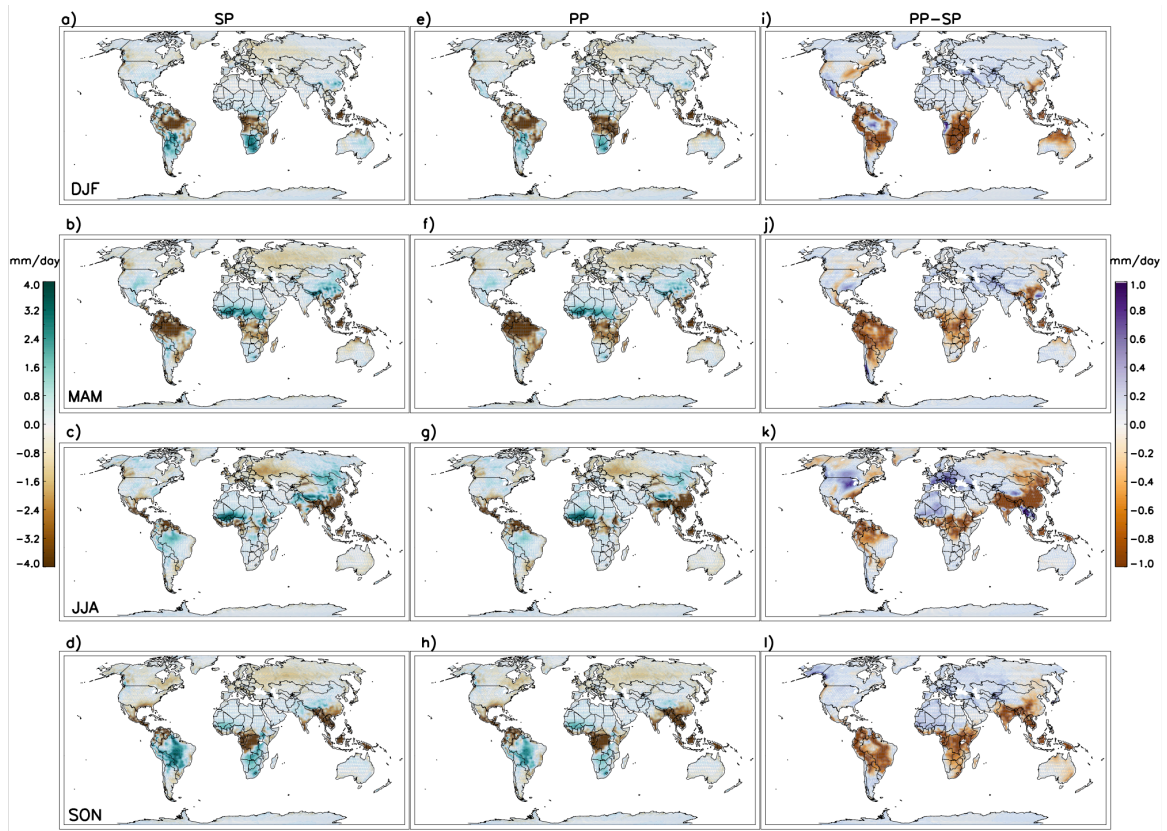 a) SP e) PP i) PP-SP
DJF
b) f) j)
mm/day mm/day
4.0 1.0
3.2 0.8
2.4 0.6
1.6 0.4
0.8 0.2
0.0 0.0
-0.8 -0.2
-1.6 -0.4
-2.4 -0.6
-3.2 -0.8
-4.0 -1.0
MAM
c) g) k)
JJA
d) h) l)
SON